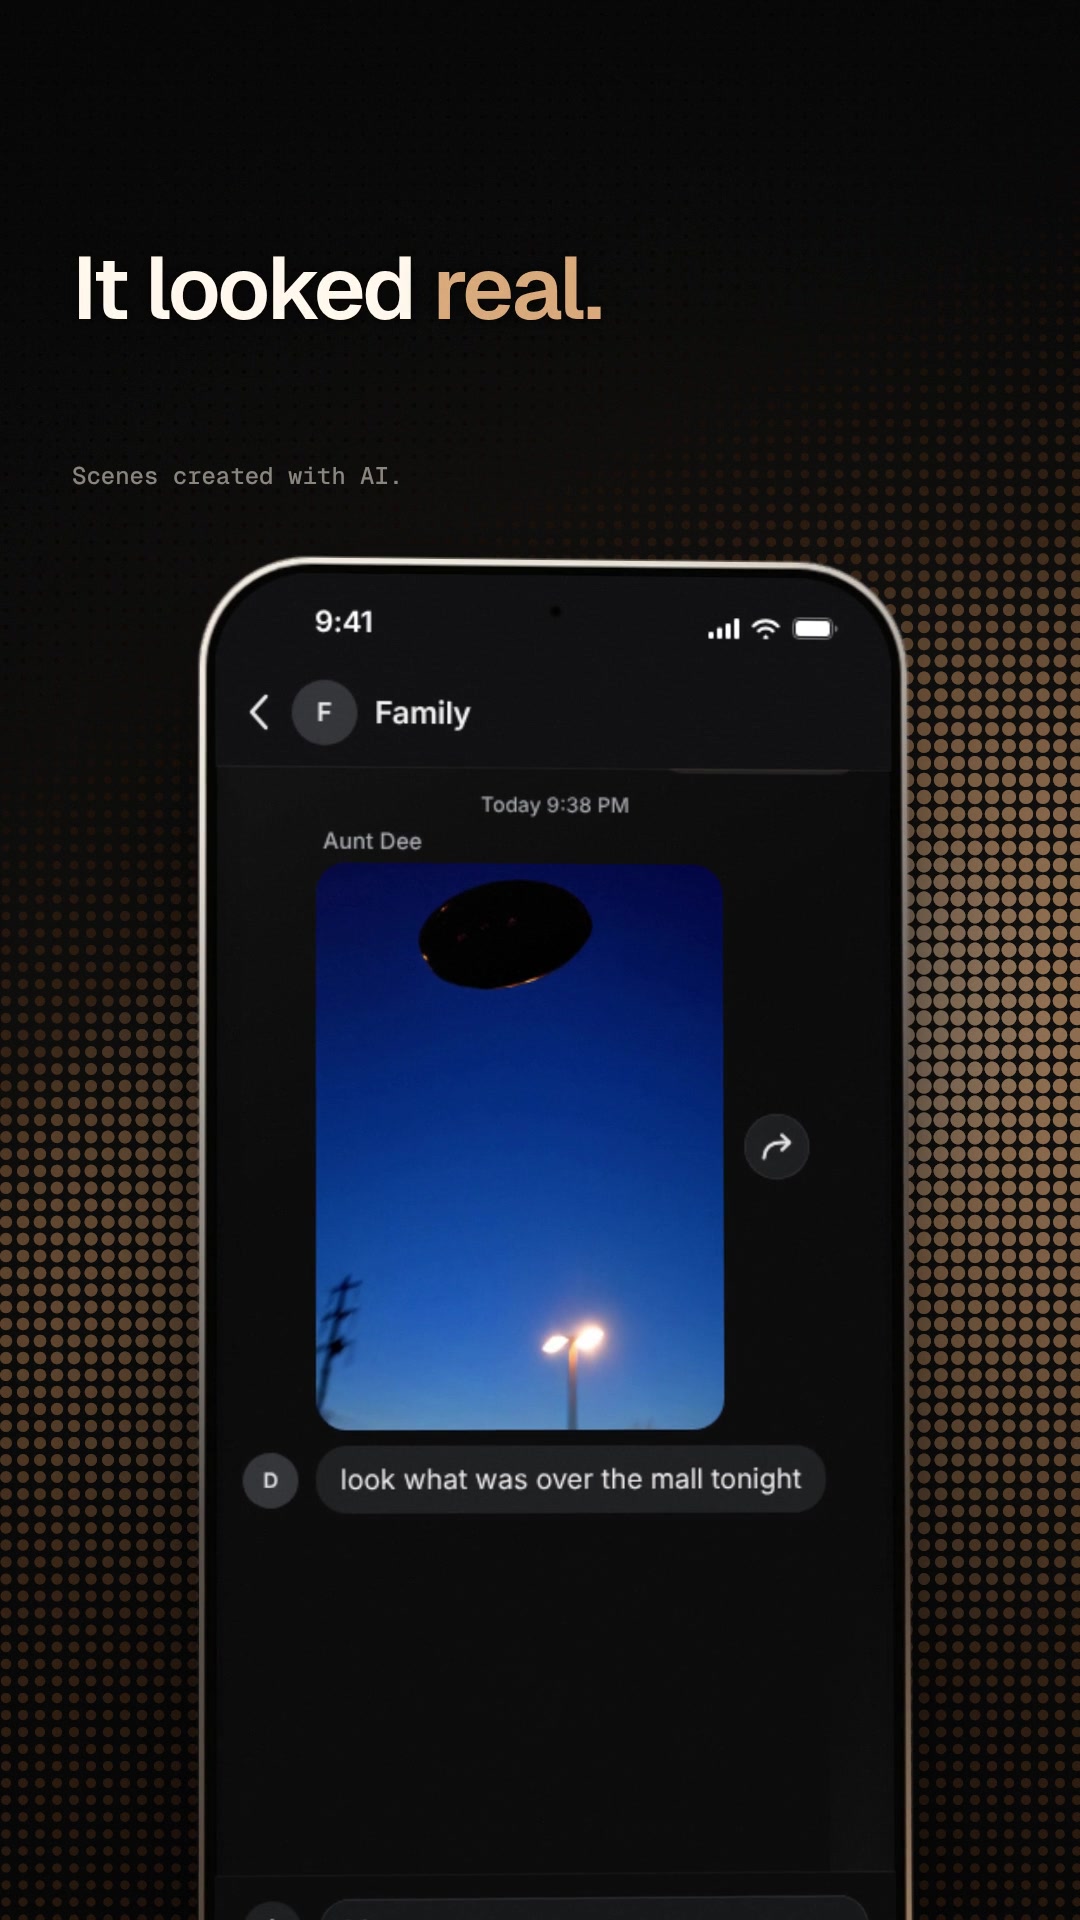 It looked real.
Scenes created with AI.
9:41
F Family
Today 9:38 PM
Aunt Dee
D look what was over the mall tonight